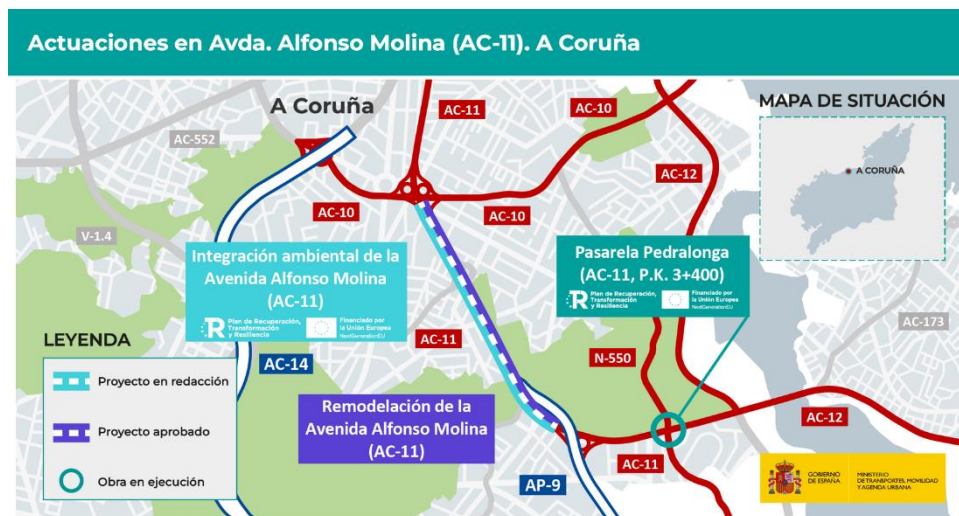 Actuaciones en Avda. Alfonso Molina (AC-11). A Coruña
A Coruña
AC-11
AC-10
MAPA DE SITUACIÓN
AC-552
A CORUÑA
AC-12
AC-10
AC-10
V-1.4
Integración ambiental de la
Avenida Alfonso Molina
(AC-11)
Plan de Recuperación,
Transformación
y Resiliencia
Financiado por
la Unión Europea
NextGenerationEU
Pasarela Pedralonga
(AC-11, P.K. 3+400)
Plan de Recuperación,
Transformación
y Resiliencia
Financiado por
la Unión Europea
NextGenerationEU
AC-173
LEYENDA
Proyecto en redacción
Proyecto aprobado
Obra en ejecución
AC-14
AC-11
N-550
Remodelación de la
Avenida Alfonso Molina
(AC-11)
AC-12
AC-11
AP-9
GOBIERNO
DE ESPAÑA
MINISTERIO
DE TRANSPORTES, MOVILIDAD
Y AGENDA URBANA